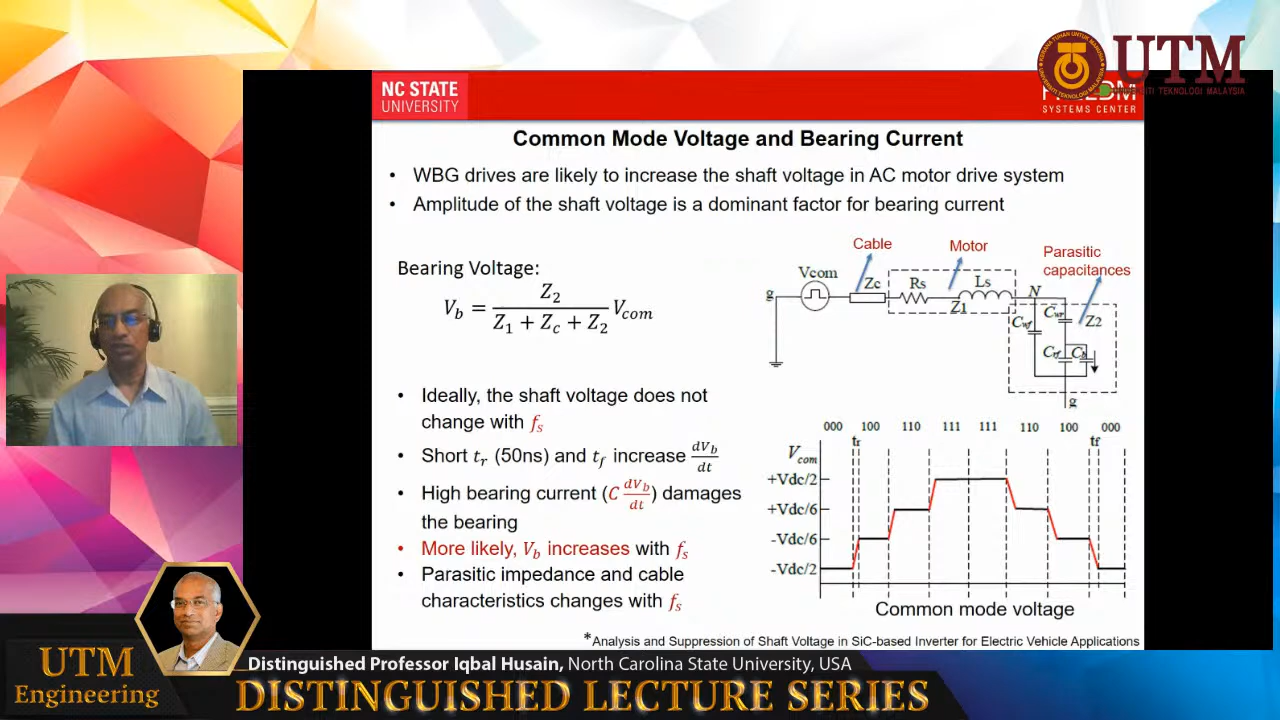 UTM
UNIVERSITI TEKNOLOGI MALAYSIA
NC STATE
UNIVERSITY
SYSTEMS CENTER
Common Mode Voltage and Bearing Current
• WBG drives are likely to increase the shaft voltage in AC motor drive system
• Amplitude of the shaft voltage is a dominant factor for bearing current
Bearing Voltage:
V_b = Z_2 / (Z_1 + Z_c + Z_2) V_com
Cable
Motor
Parasitic
capacitances
Vcom
Zc
Rs
Ls
N
g
Z1
Cwf
Cwr
Z2
Crf
Cb
g
• Ideally, the shaft voltage does not
change with f_s
• Short t_r (50ns) and t_f increase dV_b/dt
• High bearing current (C dV_b/dt) damages
the bearing
• More likely, V_b increases with f_s
• Parasitic impedance and cable
characteristics changes with f_s
000 100 110 111 111 110 100 000
tr
tf
V_com
+Vdc/2
+Vdc/6
-Vdc/6
-Vdc/2
Common mode voltage
*Analysis and Suppression of Shaft Voltage in SiC-based Inverter for Electric Vehicle Applications
UTM
Engineering
Distinguished Professor Iqbal Husain, North Carolina State University, USA
DISTINGUISHED LECTURE SERIES